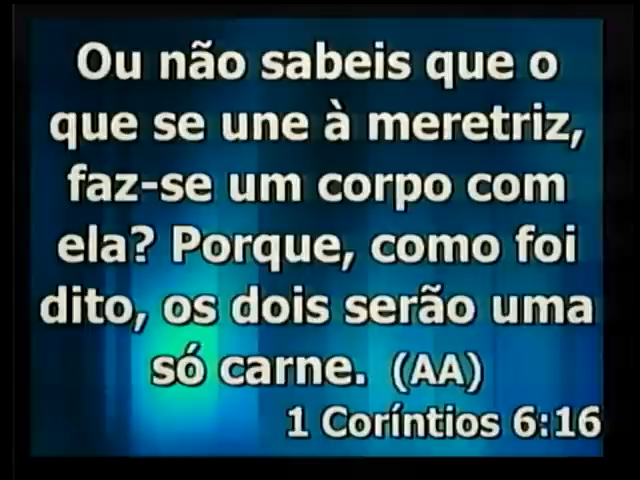 Ou não sabeis que o
que se une à meretriz,
faz-se um corpo com
ela? Porque, como foi
dito, os dois serão uma
só carne. (AA)
1 Coríntios 6:16